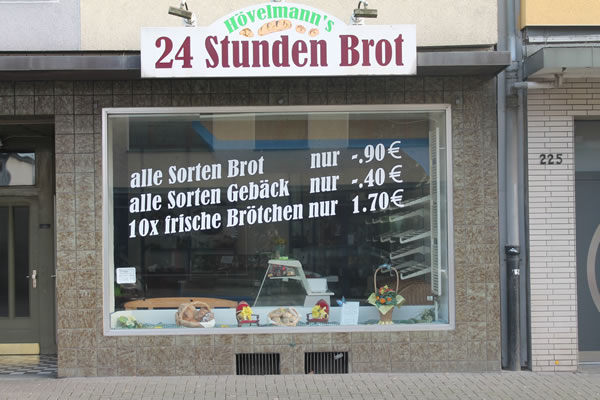 Hövelmann's
24 Stunden Brot
alle Sorten Brot nur -.90€
alle Sorten Gebäck nur -.40€
10x frische Brötchen nur 1.70€
225